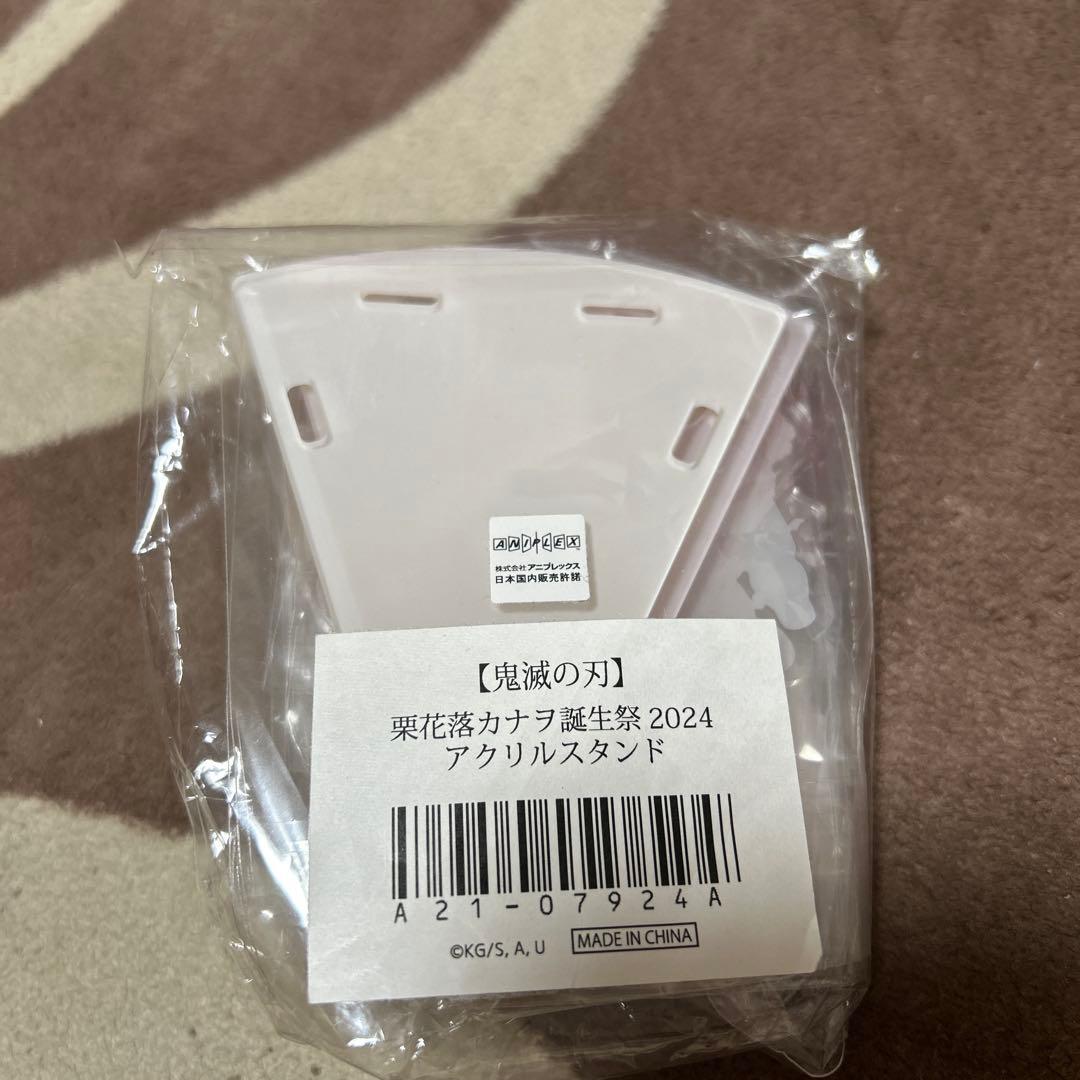 ANIPLEX
株式会社アニプレックス
日本国内販売許諾
【鬼滅の刃】
栗花落カナヲ誕生祭 2024
アクリルスタンド
A21-07924A
©KG/S, A, U MADE IN CHINA